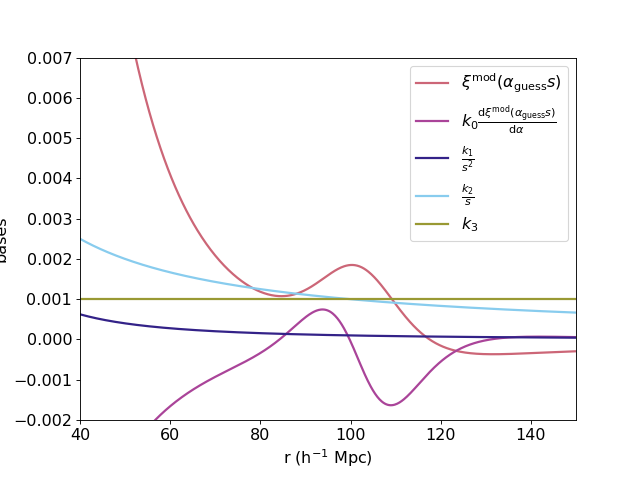 0.007
0.006
0.005
0.004
0.003
0.002
0.001
0.000
−0.001
−0.002
40 60 80 100 120 140
r (h⁻¹ Mpc)
bases
ξ^mod(α_guess s)
k₀ dξ^mod(α_guess s)/dα
k₁/s²
k₂/s
k₃